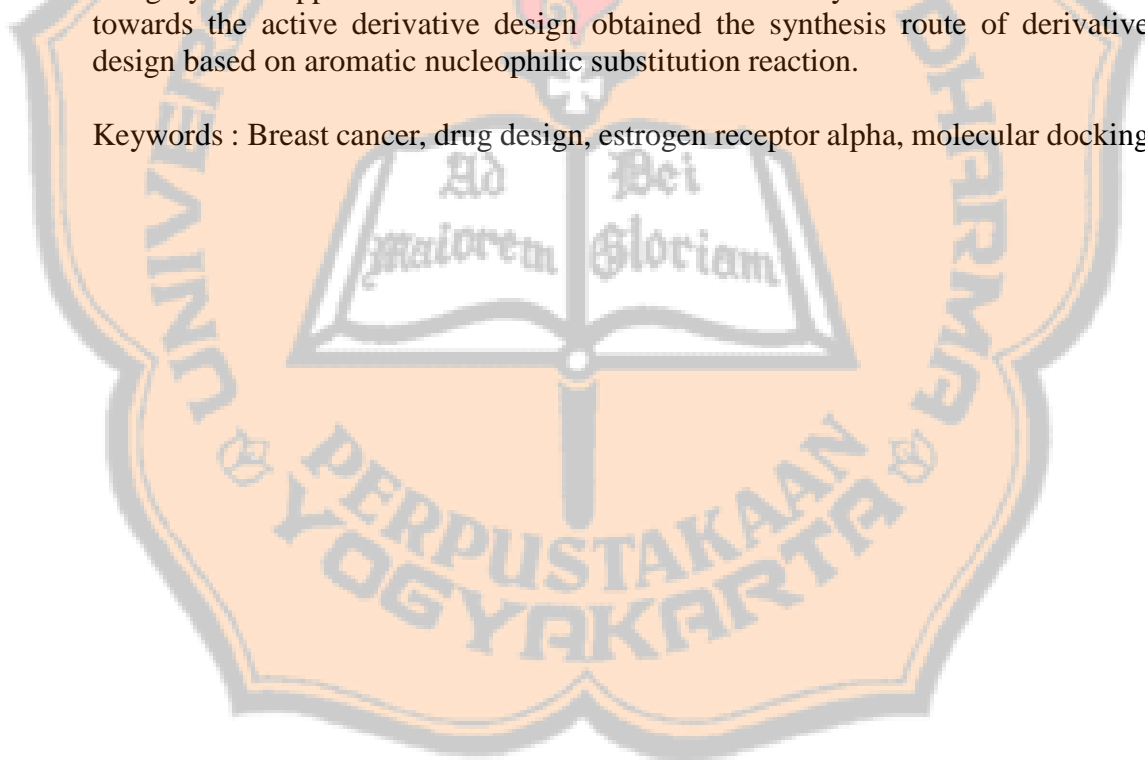 towards the active derivative design obtained the synthesis route of derivative
design based on aromatic nucleophilic substitution reaction.
Keywords : Breast cancer, drug design, estrogen receptor alpha, molecular docking
Ad
Maiorem
Dei
Gloriam
PERPUSTAKAAN
YOGYAKARTA